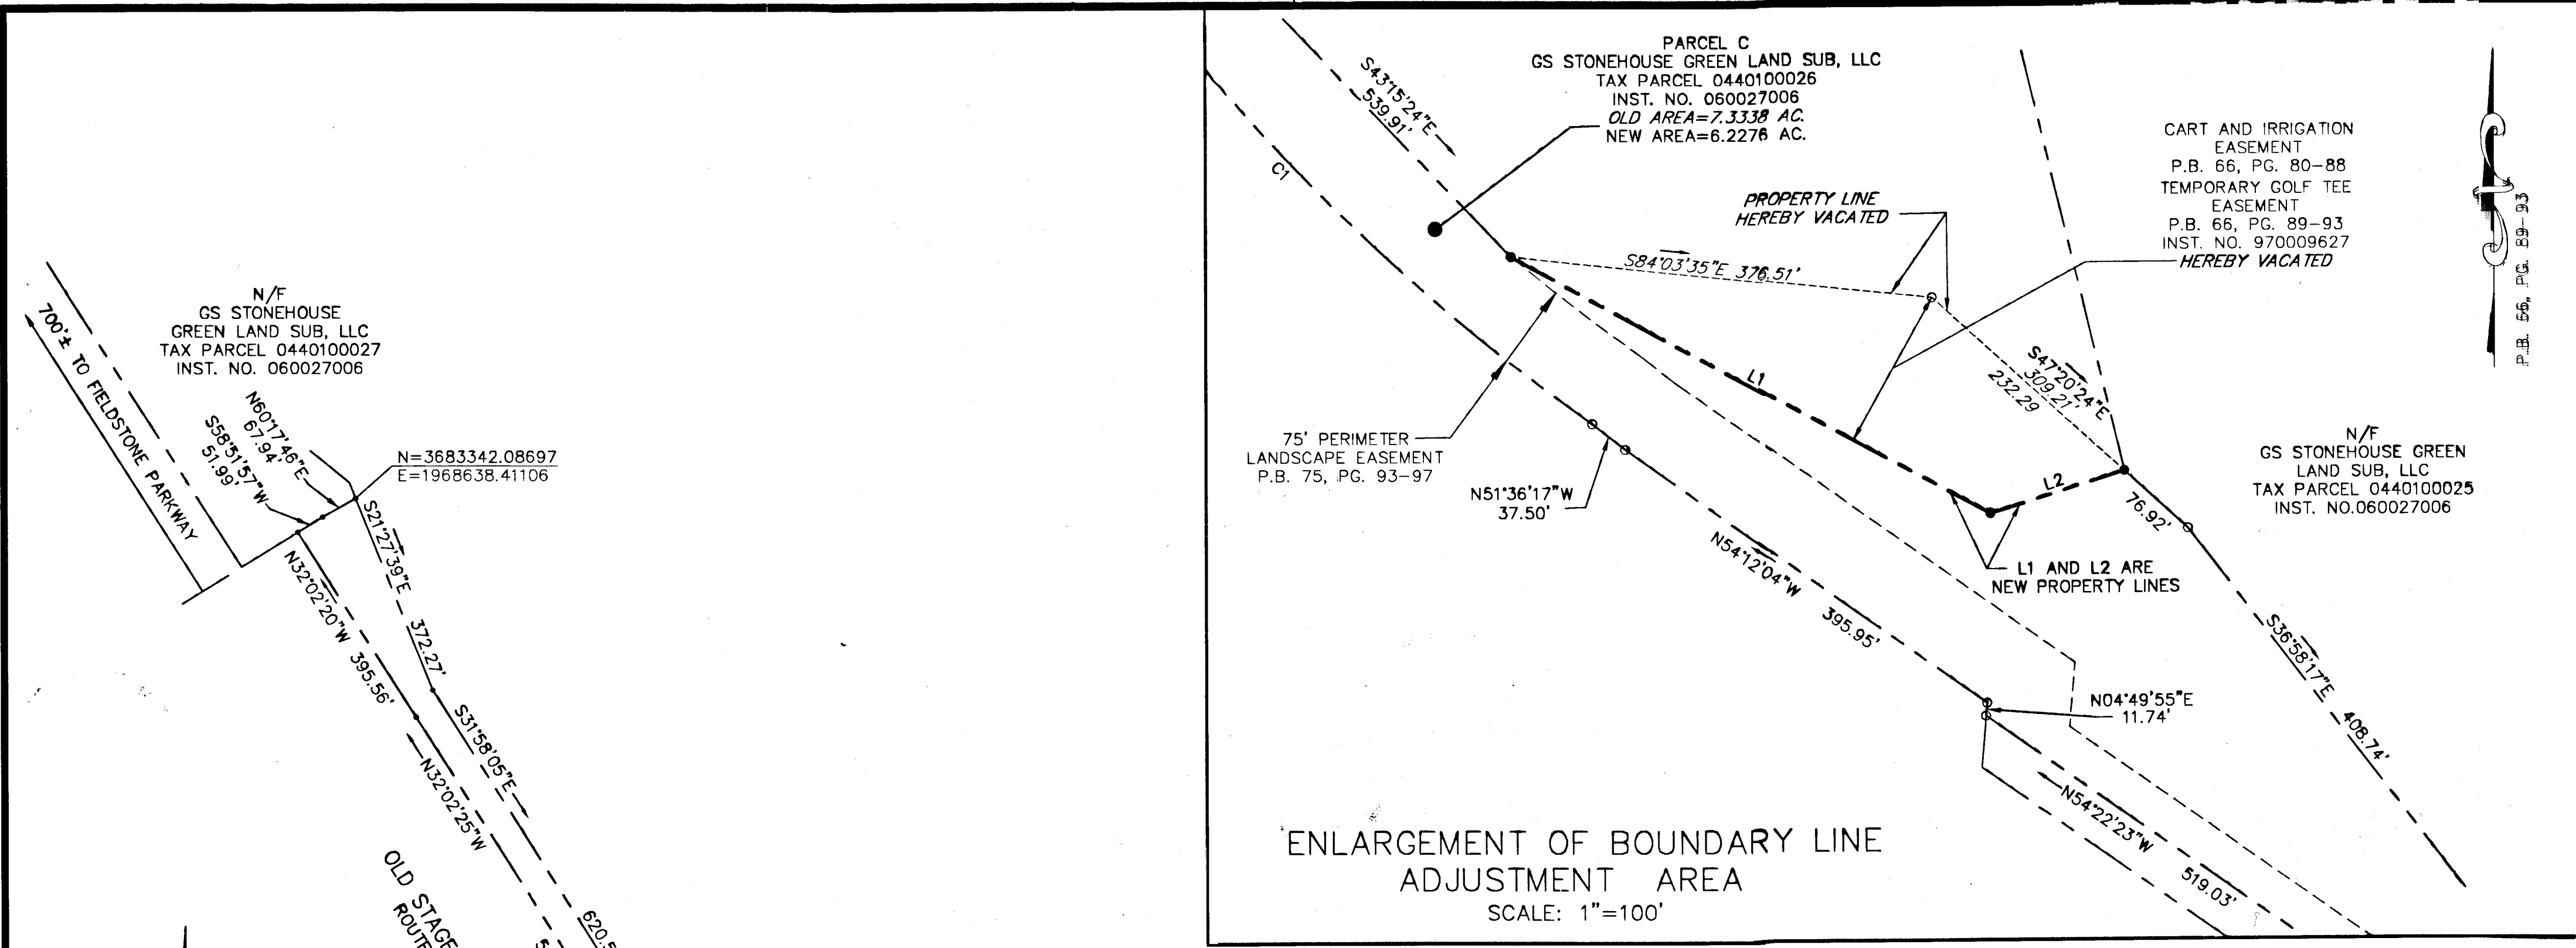 N/F
GS STONEHOUSE
GREEN LAND SUB, LLC
TAX PARCEL 0440100027
INST. NO. 060027006
700'± TO FIELDSTONE PARKWAY
N60°17'46"E
67.94'
S58°51'57"W
51.99'
N=3683342.08697
E=1968638.41106
S21°27'39"E 372.27'
N32°02'20"W 395.56'
S31°58'05"E
N32°02'25"W
OLD STAGE
ROUTE
PARCEL C
GS STONEHOUSE GREEN LAND SUB, LLC
TAX PARCEL 0440100026
INST. NO. 060027006
OLD AREA=7.3338 AC.
NEW AREA=6.2276 AC.
S43°15'24"E
539.91'
C1
PROPERTY LINE
HEREBY VACATED
CART AND IRRIGATION
EASEMENT
P.B. 66, PG. 80-88
TEMPORARY GOLF TEE
EASEMENT
P.B. 66, PG. 89-93
INST. NO. 970009627
HEREBY VACATED
P.B. 66, PG. 89-93
S84°03'35"E 376.51'
L1
S47°20'24"E
309.21'
232.29
L2
76.92'
75' PERIMETER
LANDSCAPE EASEMENT
P.B. 75, PG. 93-97
N51°36'17"W
37.50'
N/F
GS STONEHOUSE GREEN
LAND SUB, LLC
TAX PARCEL 0440100025
INST. NO.060027006
L1 AND L2 ARE
NEW PROPERTY LINES
N54°12'04"W 395.95'
S36°58'17"E 408.74'
N04°49'55"E
11.74'
N54°22'23"W 519.03'
ENLARGEMENT OF BOUNDARY LINE
ADJUSTMENT AREA
SCALE: 1"=100'